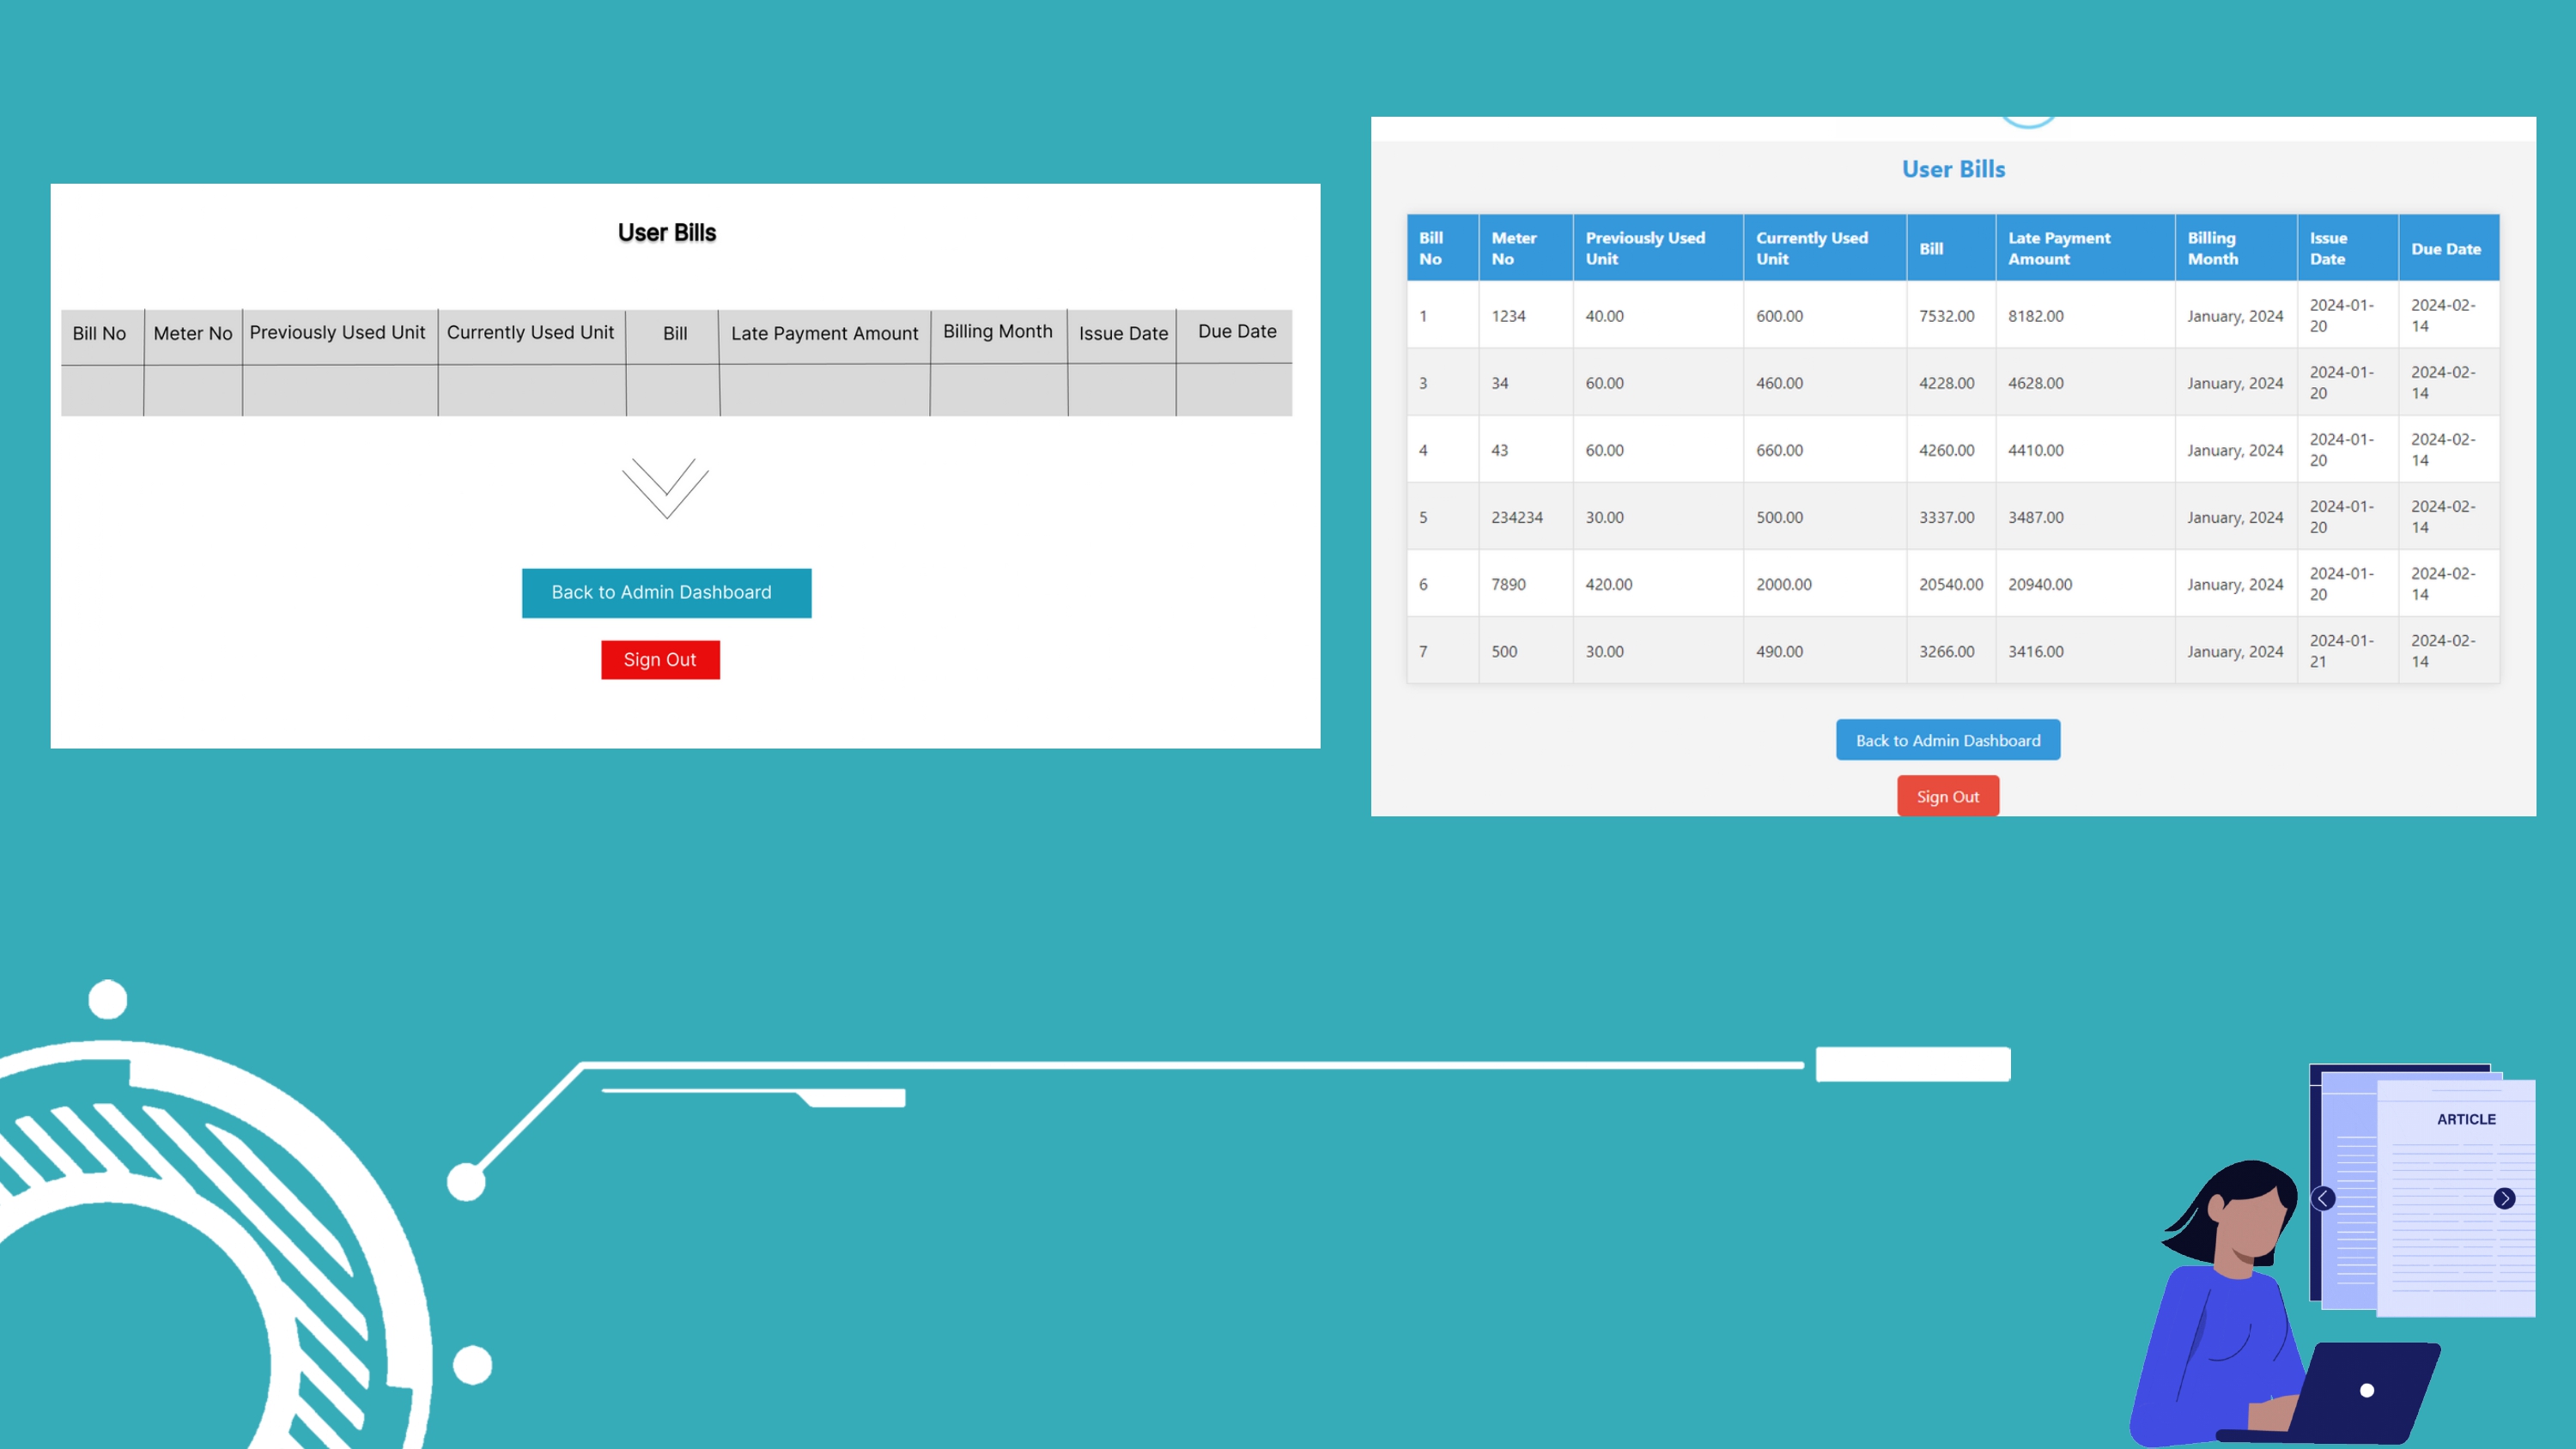 User Bills
Bill No Meter No Previously Used Unit Currently Used Unit Bill Late Payment Amount Billing Month Issue Date Due Date
Back to Admin Dashboard
Sign Out
User Bills
Bill No Meter No Previously Used Unit Currently Used Unit Bill Late Payment Amount Billing Month Issue Date Due Date
1 1234 40.00 600.00 7532.00 8182.00 January, 2024 2024-01-20 2024-02-14
3 34 60.00 460.00 4228.00 4628.00 January, 2024 2024-01-20 2024-02-14
4 43 60.00 660.00 4260.00 4410.00 January, 2024 2024-01-20 2024-02-14
5 234234 30.00 500.00 3337.00 3487.00 January, 2024 2024-01-20 2024-02-14
6 7890 420.00 2000.00 20540.00 20940.00 January, 2024 2024-01-20 2024-02-14
7 500 30.00 490.00 3266.00 3416.00 January, 2024 2024-01-21 2024-02-14
Back to Admin Dashboard
Sign Out
ARTICLE